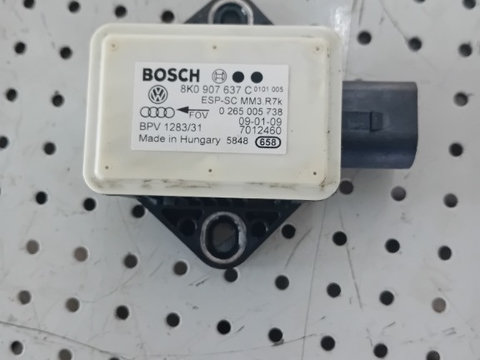 BOSCH
8K0 907 637 C 0101 005
ESP-SC MM3 R7k
FOV 0 265 005 738
09-01-09
BPV 1283/31 7012460
Made in Hungary 5848 658